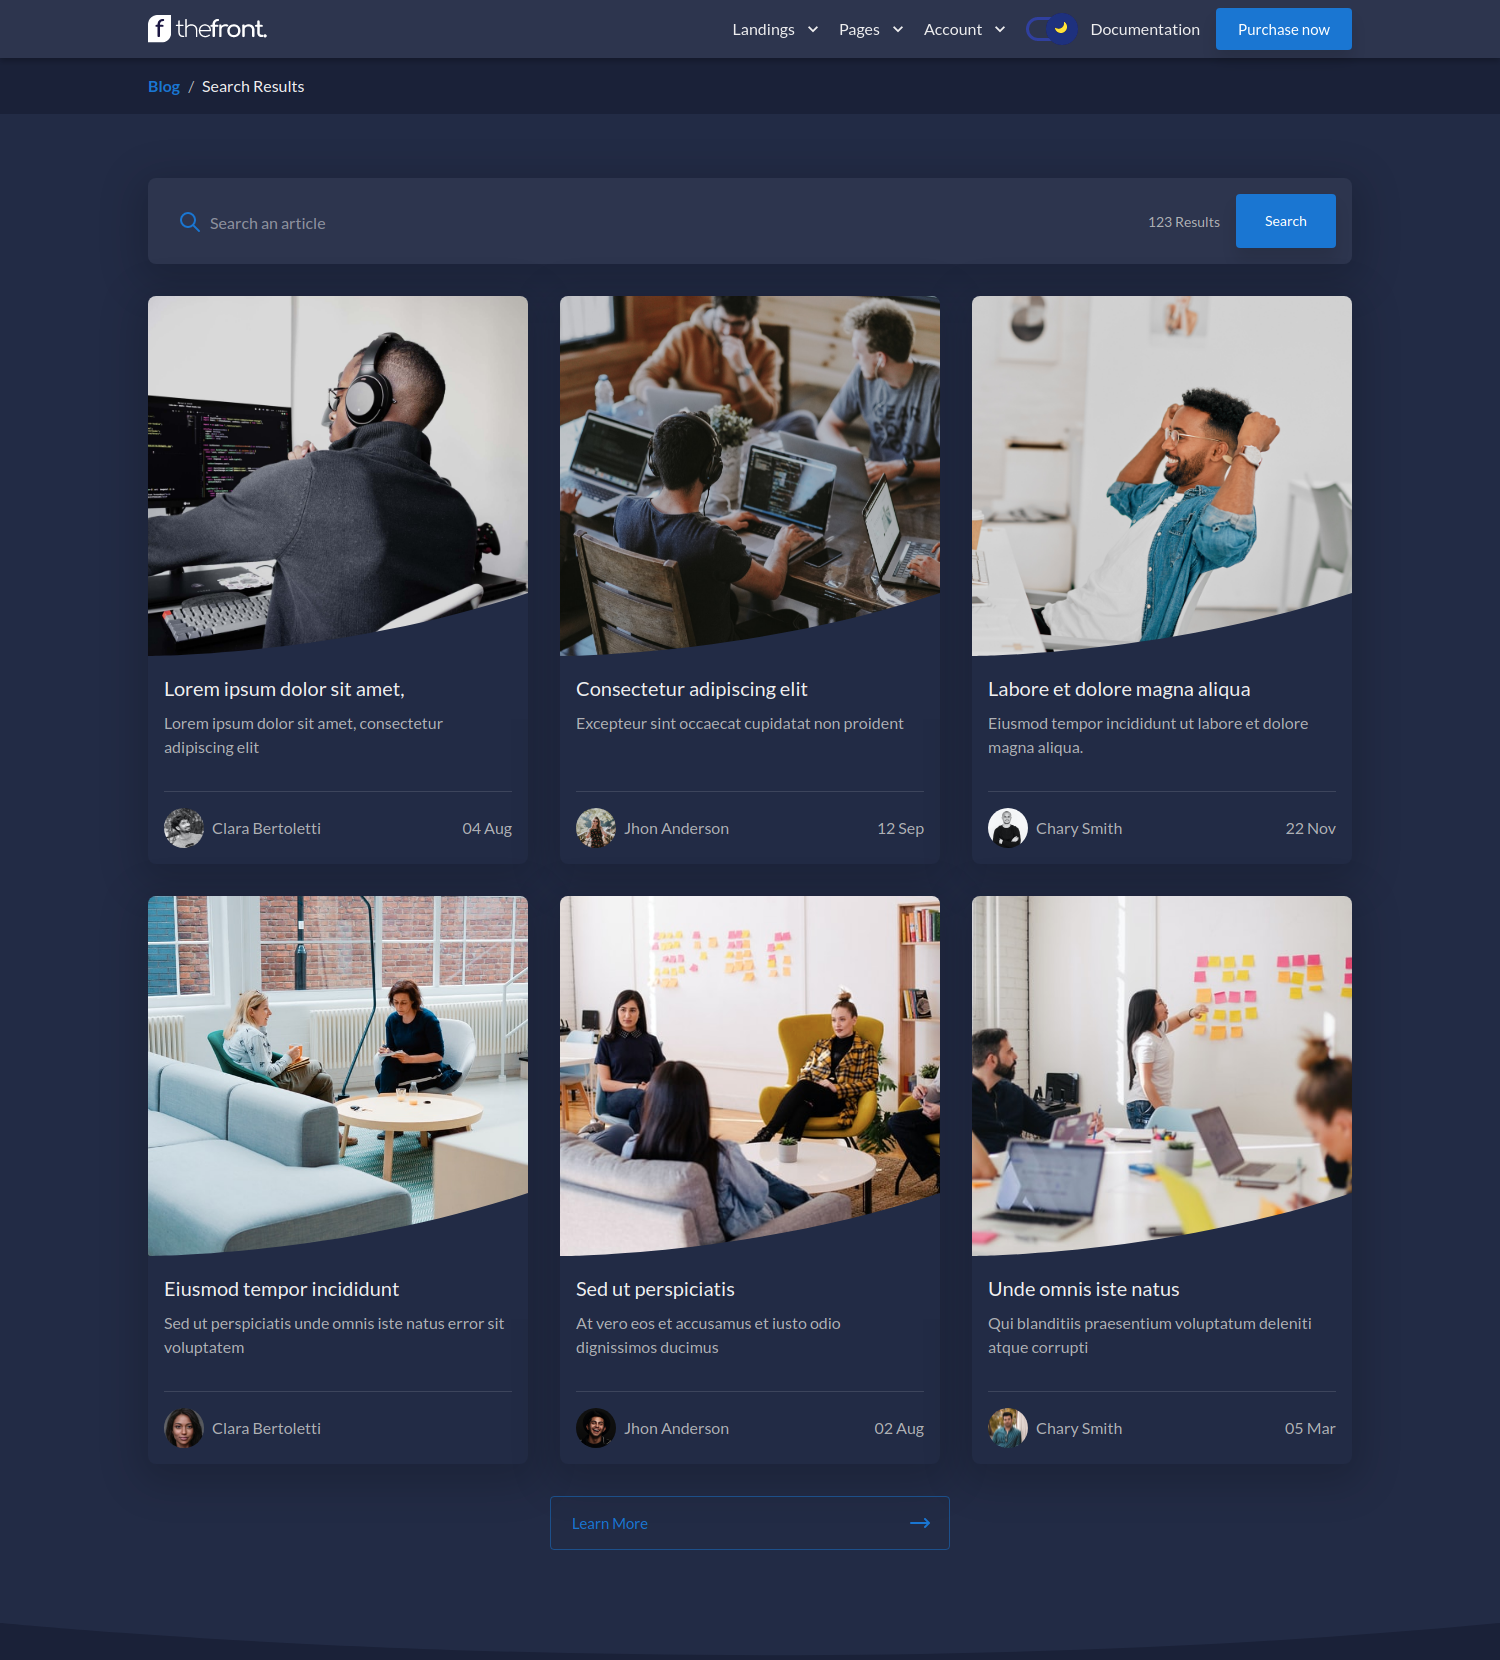 thefront.
Landings
Pages
Account
Documentation
Purchase now
Blog / Search Results
Search an article
123 Results
Search
Lorem ipsum dolor sit amet,
Lorem ipsum dolor sit amet, consectetur
adipiscing elit
Clara Bertoletti
04 Aug
Consectetur adipiscing elit
Excepteur sint occaecat cupidatat non proident
Jhon Anderson
12 Sep
Labore et dolore magna aliqua
Eiusmod tempor incididunt ut labore et dolore
magna aliqua.
Chary Smith
22 Nov
Eiusmod tempor incididunt
Sed ut perspiciatis unde omnis iste natus error sit
voluptatem
Clara Bertoletti
Sed ut perspiciatis
At vero eos et accusamus et iusto odio
dignissimos ducimus
Jhon Anderson
02 Aug
Unde omnis iste natus
Qui blanditiis praesentium voluptatum deleniti
atque corrupti
Chary Smith
05 Mar
Learn More